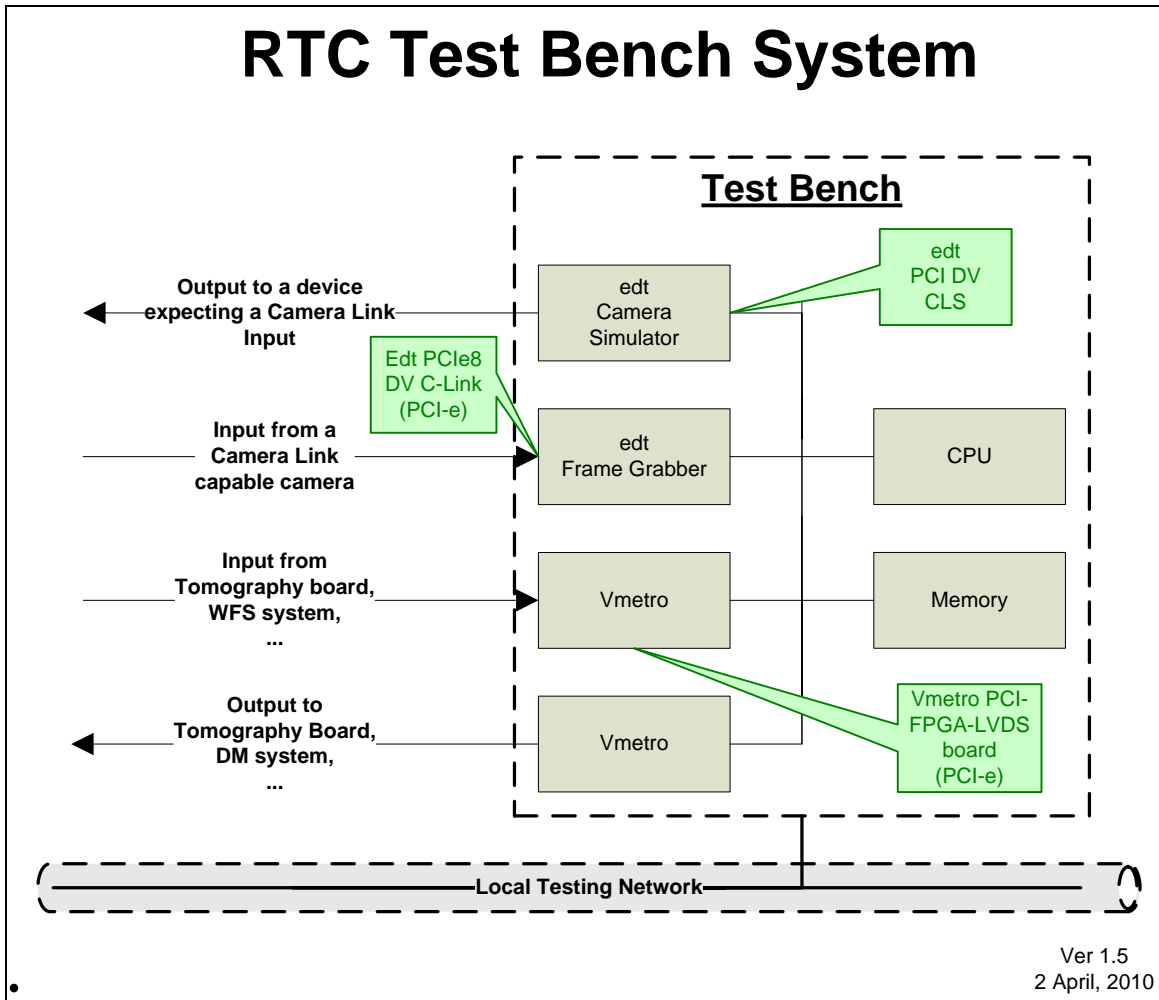 RTC Test Bench System
Test Bench
edt
PCI DV
CLS
Output to a device
expecting a Camera Link
Input
edt
Camera
Simulator
Edt PCIe8
DV C-Link
(PCI-e)
Input from a
Camera Link
capable camera
edt
Frame Grabber
CPU
Input from
Tomography board,
WFS system,
...
Vmetro
Memory
Output to
Tomography Board,
DM system,
...
Vmetro
Vmetro PCI-
FPGA-LVDS
board
(PCI-e)
Local Testing Network
Ver 1.5
2 April, 2010